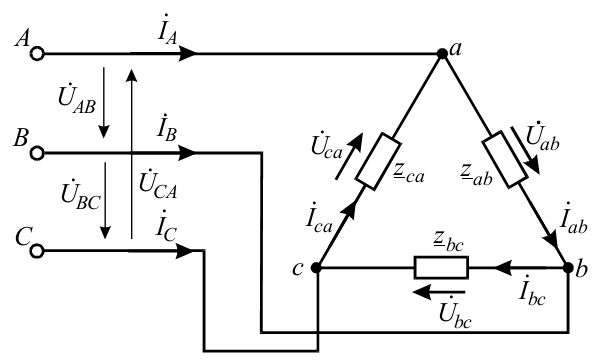 A
İ_A
a
U̇_AB
B
İ_B
U̇_ca
z_ca
z_ab
U̇_ab
U̇_BC
U̇_CA
C
İ_C
İ_ca
İ_ab
c
z_bc
b
İ_bc
U̇_bc